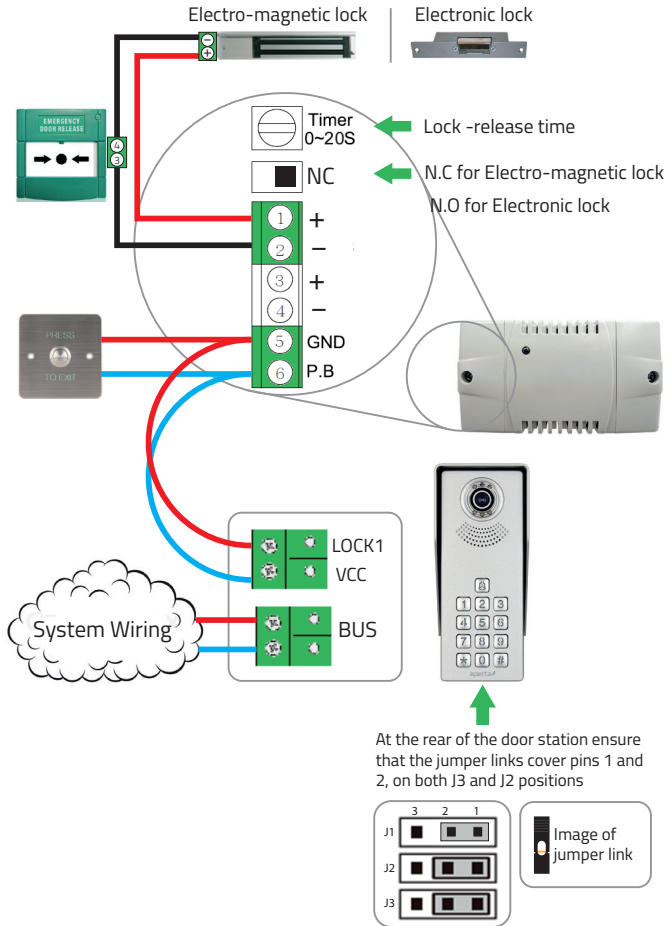 Electro-magnetic lock
Electronic lock
−
+
EMERGENCY
DOOR RELEASE
4
3
Timer
0~20S
Lock -release time
NC
N.C for Electro-magnetic lock
N.O for Electronic lock
1 +
2 −
3 +
4 −
5 GND
6 P.B
PRESS
TO EXIT
LOCK1
VCC
System Wiring
BUS
1 2 3
4 5 6
7 8 9
* 0 #
aperta
At the rear of the door station ensure
that the jumper links cover pins 1 and
2, on both J3 and J2 positions
3 2 1
J1
J2
J3
Image of
jumper link